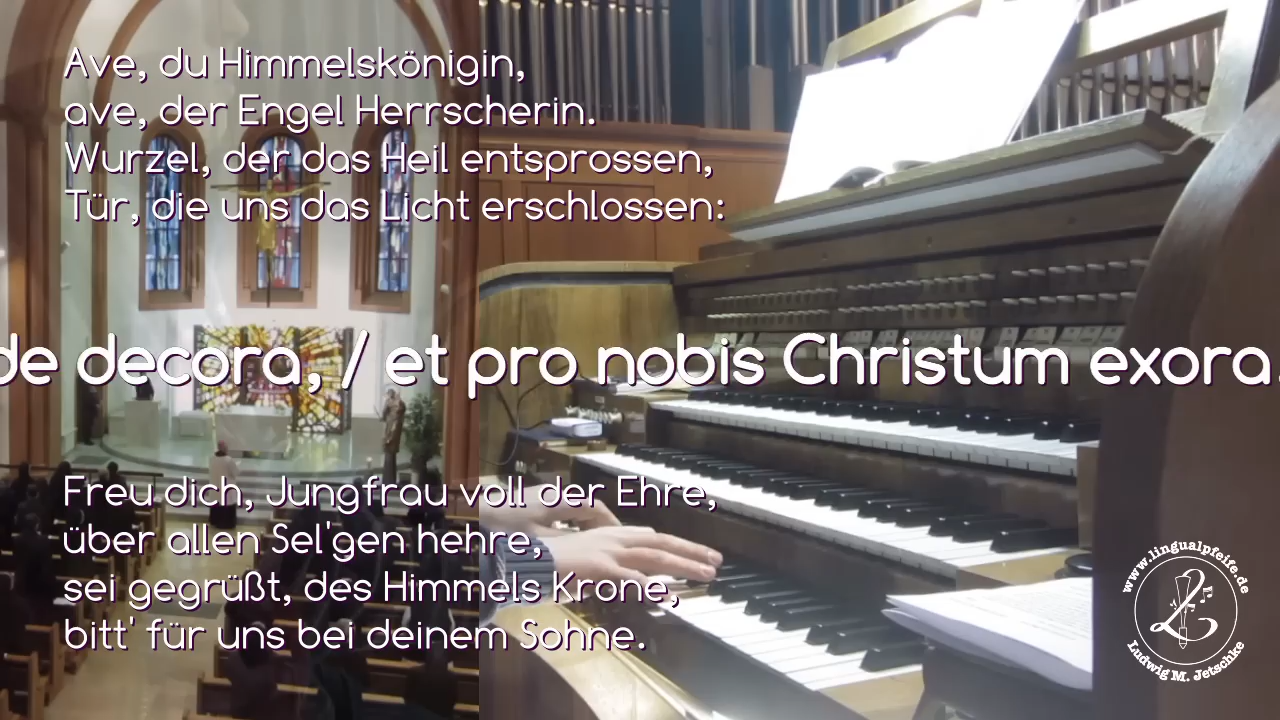 Ave, du Himmelskönigin,
ave, der Engel Herrscherin.
Wurzel, der das Heil entsprossen,
Tür, die uns das Licht erschlossen:
de decora, / et pro nobis Christum exora.
Freu dich, Jungfrau voll der Ehre,
über allen Sel'gen hehre,
sei gegrüßt, des Himmels Krone,
bitt' für uns bei deinem Sohne.
www.lingualpfeife.de
Ludwig M. Jetschke